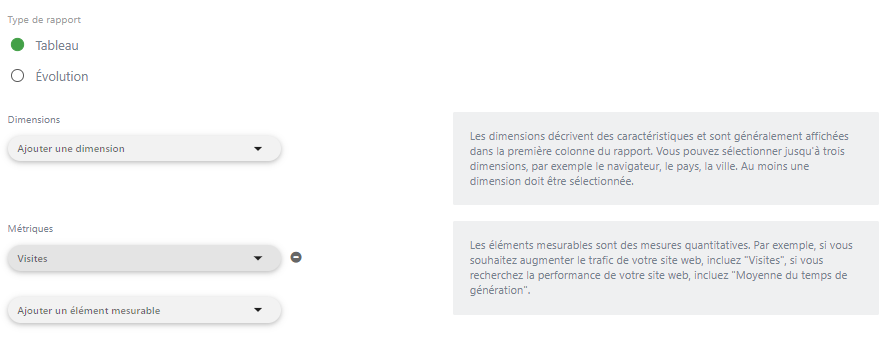 Type de rapport
Tableau
Évolution
Dimensions
Ajouter une dimension
Les dimensions décrivent des caractéristiques et sont généralement affichées
dans la première colonne du rapport. Vous pouvez sélectionner jusqu'à trois
dimensions, par exemple le navigateur, le pays, la ville. Au moins une
dimension doit être sélectionnée.
Métriques
Visites
Ajouter un élément mesurable
Les éléments mesurables sont des mesures quantitatives. Par exemple, si vous
souhaitez augmenter le trafic de votre site web, incluez "Visites", si vous
recherchez la performance de votre site web, incluez "Moyenne du temps de
génération".